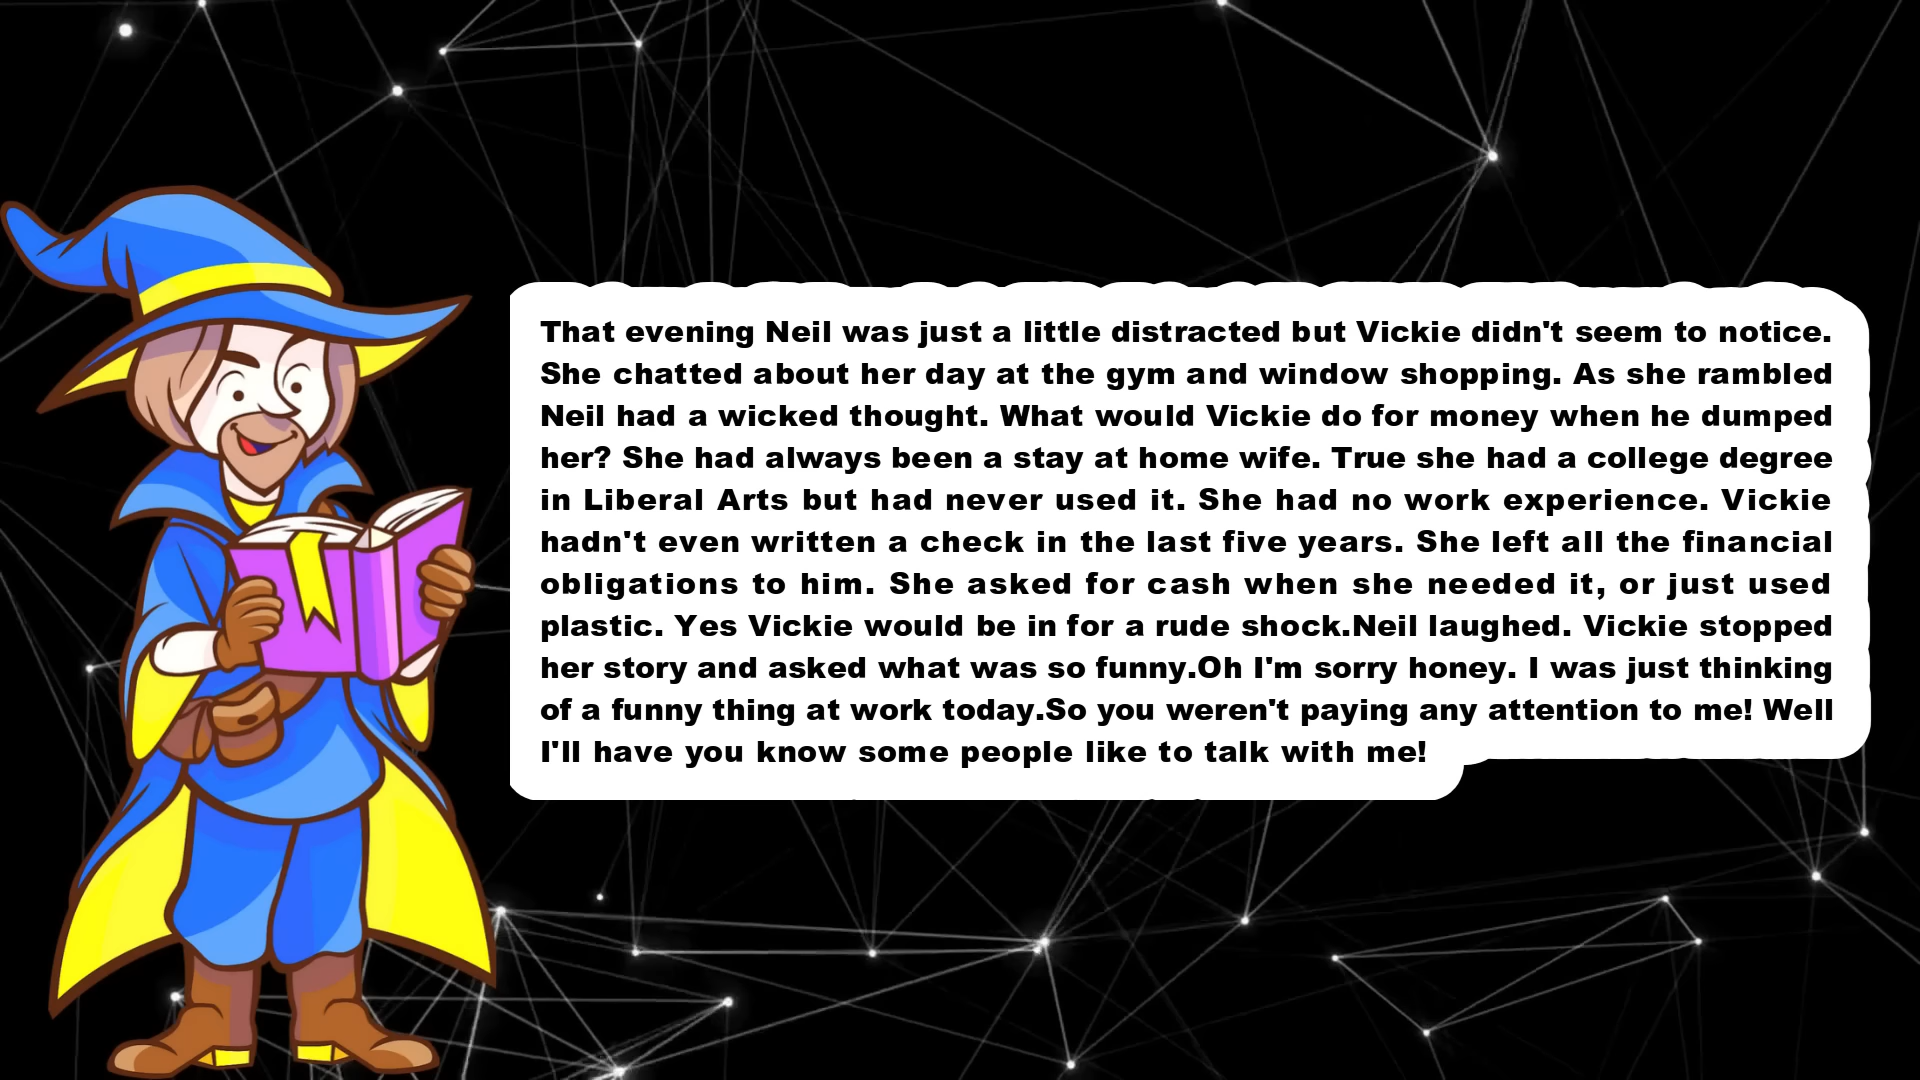 That evening Neil was just a little distracted but Vickie didn't seem to notice.
She chatted about her day at the gym and window shopping. As she rambled
Neil had a wicked thought. What would Vickie do for money when he dumped
her? She had always been a stay at home wife. True she had a college degree
in Liberal Arts but had never used it. She had no work experience. Vickie
hadn't even written a check in the last five years. She left all the financial
obligations to him. She asked for cash when she needed it, or just used
plastic. Yes Vickie would be in for a rude shock.Neil laughed. Vickie stopped
her story and asked what was so funny.Oh I'm sorry honey. I was just thinking
of a funny thing at work today.So you weren't paying any attention to me! Well
I'll have you know some people like to talk with me!